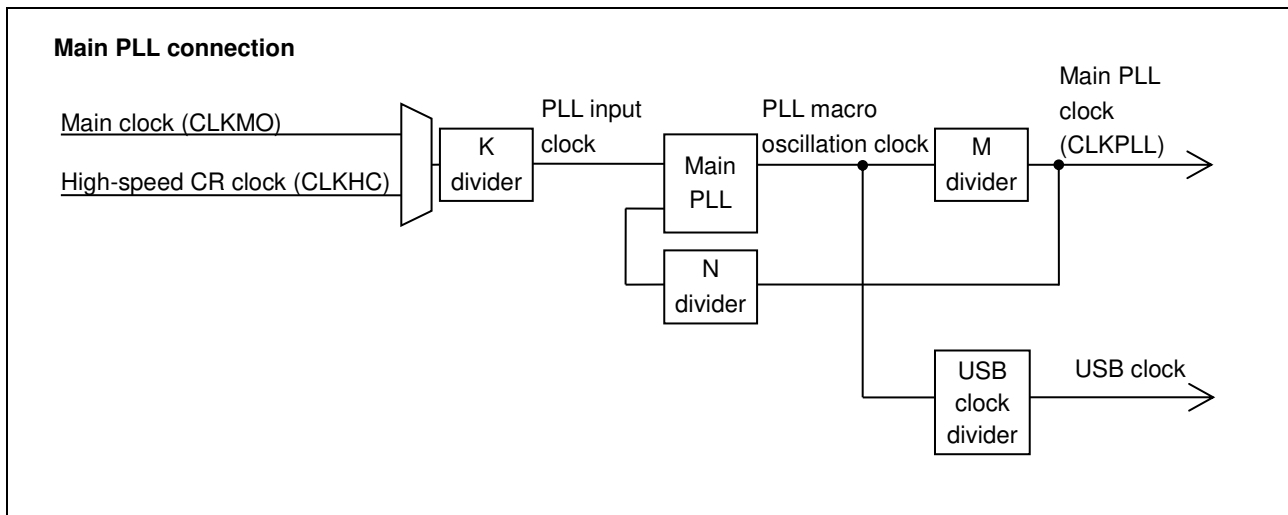 Main PLL connection
Main clock (CLKMO)
High-speed CR clock (CLKHC)
K
divider
PLL input
clock
Main
PLL
N
divider
PLL macro
oscillation clock
M
divider
Main PLL
clock
(CLKPLL)
USB
clock
divider
USB clock